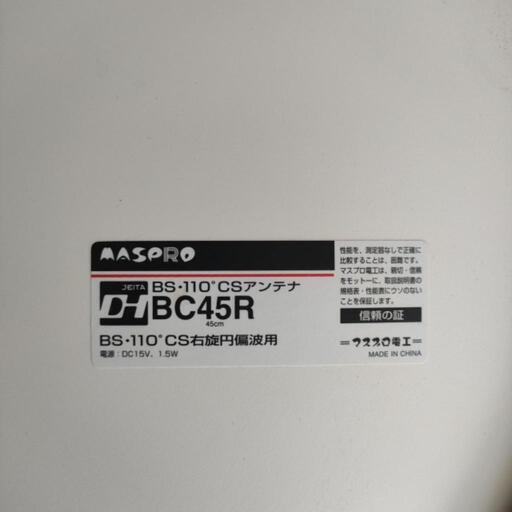 MASPRO
JEITA
DH
BS・110°CSアンテナ
BC45R
45cm
BS・110°CS右旋円偏波用
電源：DC15V、1.5W
性能を、測定器なしで正確に
比較することは、困難です。
マスプロ電工は、親切・信頼
をモットーに、取扱説明書の
規格表・性能表にウソのない
ことを保証します。
信頼の証
=マスプロ電工=
MADE IN CHINA